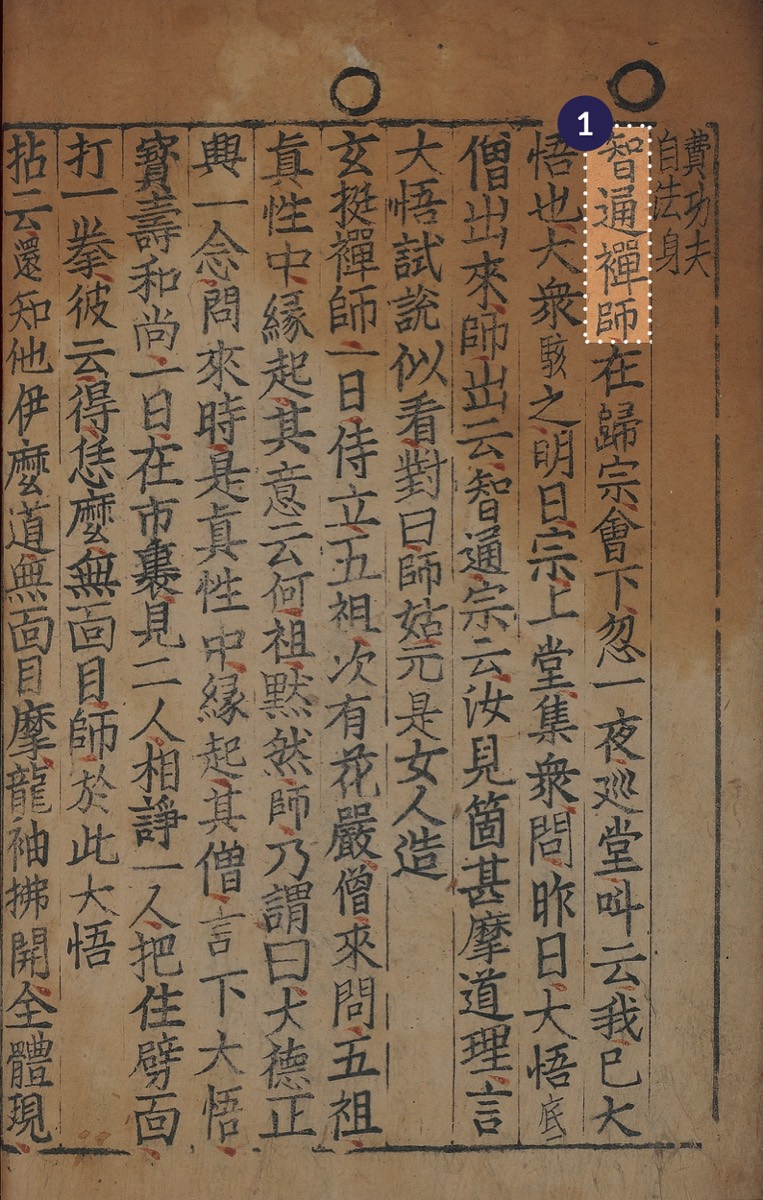 費功夫
自法身
智通禪師在歸宗會下忽一夜巡堂叫云我已大
悟也大衆駭之明日宗上堂集衆問昨日大悟底
僧出來師出云智通宗云汝見箇甚摩道理言
大悟試說似看對曰師姑元是女人造
玄挺禪師一日侍立五祖次有花嚴僧來問五祖
眞性中緣起其意云何祖黙然師乃謂曰大德正
興一念問來時是眞性中緣起其僧言下大悟
寶壽和尚一日在市裏見二人相諍一人把住劈面
打一拳彼云得恁麼無面目師於此大悟
拈云還知他伊麼道無面目摩龍袖拂開全體現
1